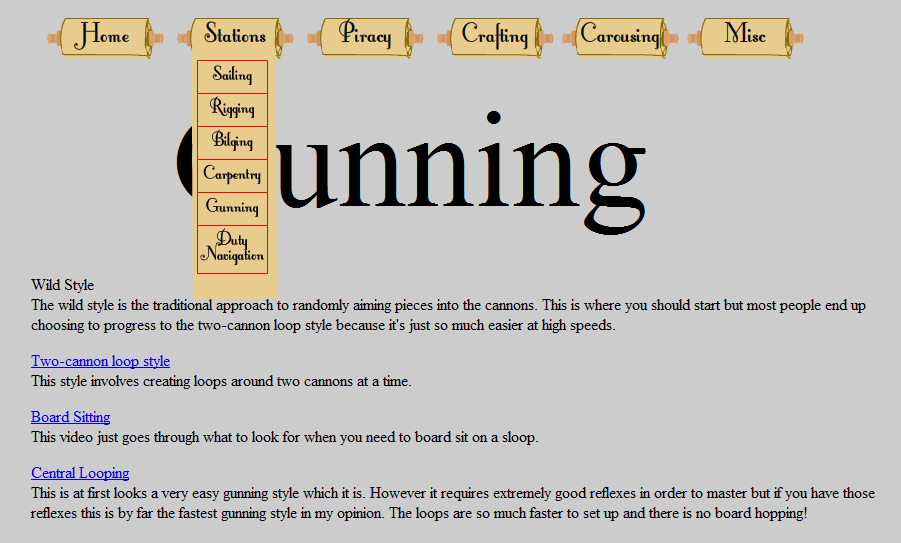 Home Stations Piracy Crafting Carousing Misc
Sailing
Rigging
Bilging
Carpentry
Gunning
Duty
Navigation
Gunning
Wild Style
The wild style is the traditional approach to randomly aiming pieces into the cannons. This is where you should start but most people end up
choosing to progress to the two-cannon loop style because it's just so much easier at high speeds.
Two-cannon loop style
This style involves creating loops around two cannons at a time.
Board Sitting
This video just goes through what to look for when you need to board sit on a sloop.
Central Looping
This is at first looks a very easy gunning style which it is. However it requires extremely good reflexes in order to master but if you have those
reflexes this is by far the fastest gunning style in my opinion. The loops are so much faster to set up and there is no board hopping!